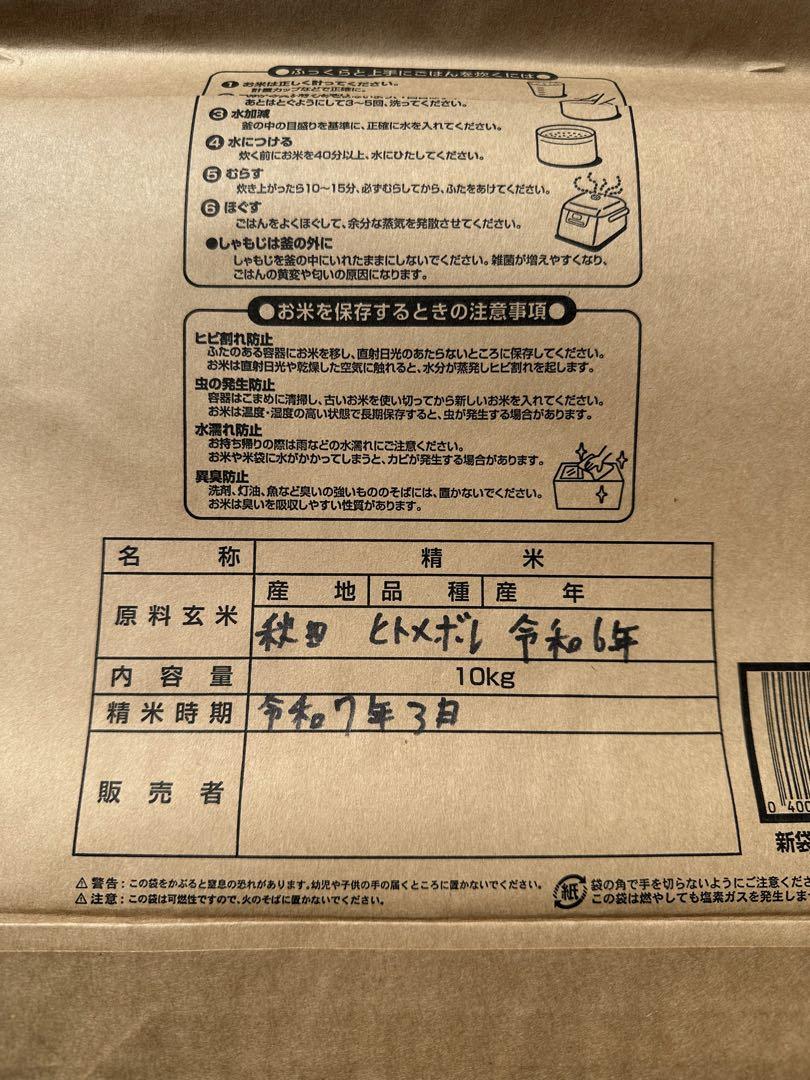 ●ふっくらと上手にごはんを炊くには●
① お米は正しく計ってください。
計量カップなどで正確に。
あとはとぐようにして3〜5回、洗ってください。
③ 水加減
釜の中の目盛りを基準に、正確に水を入れてください。
④ 水につける
炊く前にお米を40分以上、水にひたしてください。
⑤ むらす
炊き上がったら10〜15分、必ずむらしてから、ふたをあけてください。
⑥ ほぐす
ごはんをよくほぐして、余分な蒸気を発散させてください。
●しゃもじは釜の外に
しゃもじを釜の中にいれたままにしないでください。雑菌が増えやすくなり、
ごはんの黄変や匂いの原因になります。
●お米を保存するときの注意事項●
ヒビ割れ防止
ふたのある容器にお米を移し、直射日光のあたらないところに保存してください。
お米は直射日光や乾燥した空気に触れると、水分が蒸発しヒビ割れを起します。
虫の発生防止
容器はこまめに清掃し、古いお米を使い切ってから新しいお米を入れてください。
お米は温度・湿度の高い状態で長期保存すると、虫が発生する場合があります。
水濡れ防止
お持ち帰りの際は雨などの水濡れにご注意ください。
お米や米袋に水がかかってしまうと、カビが発生する場合があります。
異臭防止
洗剤、灯油、魚など臭いの強いもののそばには、置かないでください。
お米は臭いを吸収しやすい性質があります。
名称 精米
原料玄米 産地 品種 産年
秋田 ヒトメボレ 令和6年
内容量 10kg
精米時期 令和7年3月
販売者
0 400
新袋
⚠ 警告：この袋をかぶると窒息の恐れがあります。幼児や子供の手の届くところに置かないでください。
⚠ 注意：この袋は可燃性ですので、火のそばに置かないでください。
紙 袋の角で手を切らないようにご注意くださ
この袋は燃やしても塩素ガスを発生しま